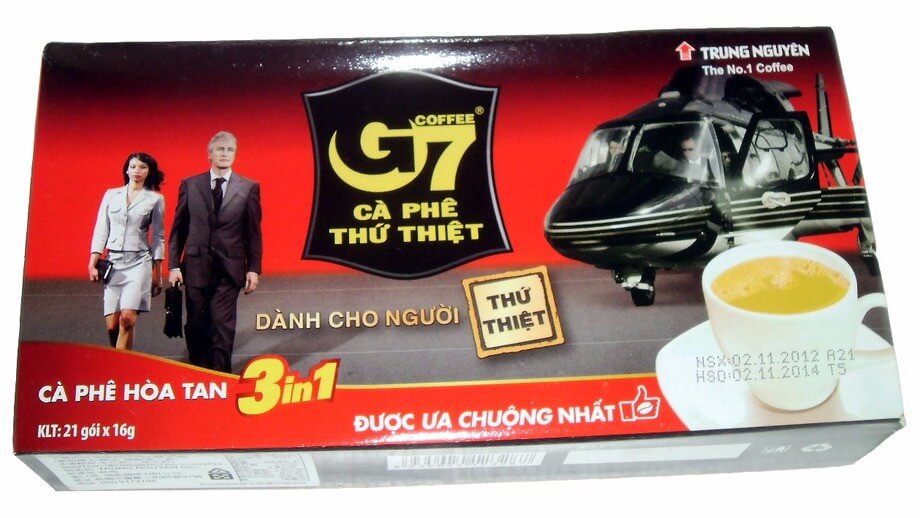 TRUNG NGUYÊN
The No.1 Coffee
COFFEE
G7®
CÀ PHÊ
THỨ THIỆT
DÀNH CHO NGƯỜI
THỨ
THIỆT
NSX:02.11.2012 A21
HSD:02.11.2014 T5
CÀ PHÊ HÒA TAN 3in1
ĐƯỢC ƯA CHUỘNG NHẤT
KLT: 21 gói x 16g